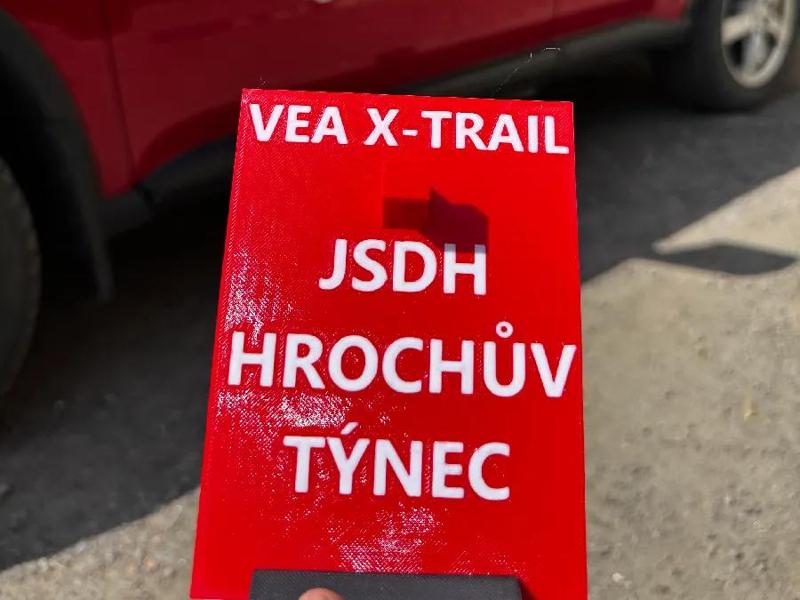 VEA X-TRAIL
JSDH
HROCHŮV
TÝNEC